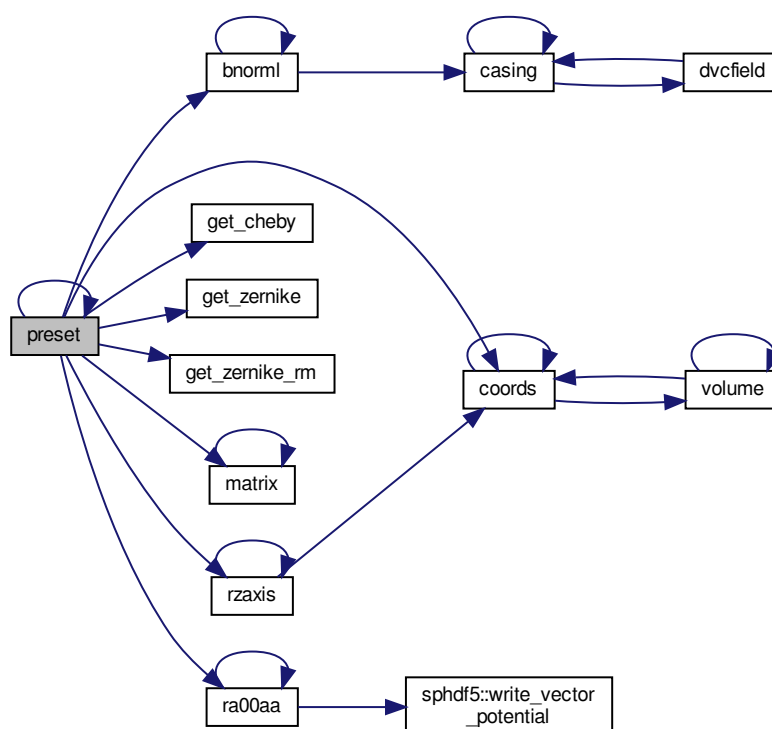 bnorml
casing
dvcfield
get_cheby
get_zernike
preset
get_zernike_rm
coords
volume
matrix
rzaxis
ra00aa
sphdf5::write_vector
_potential